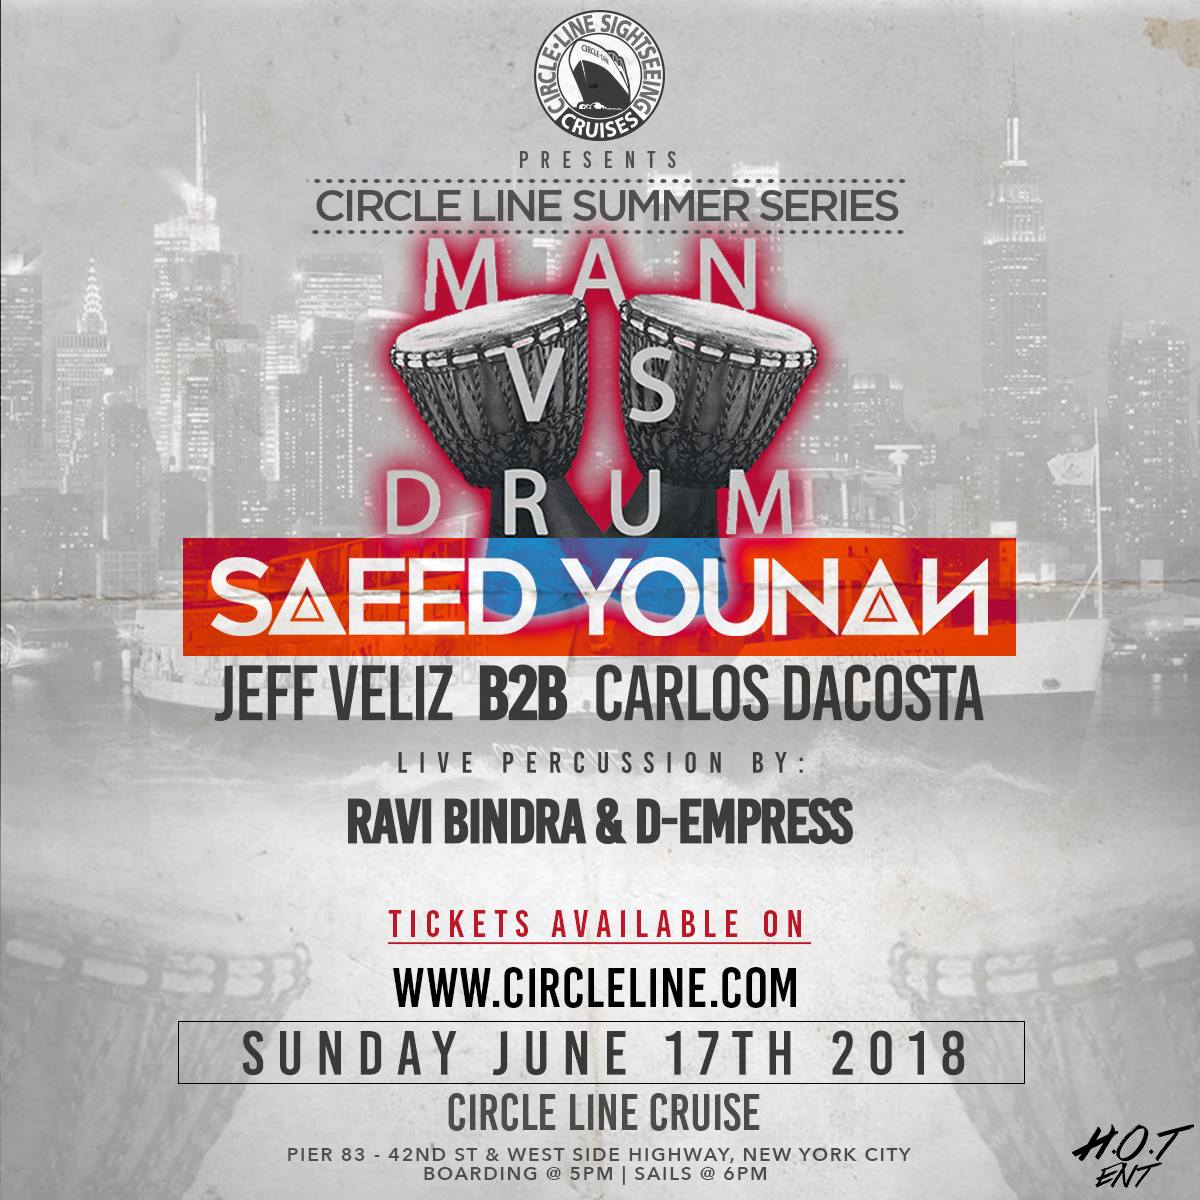 CIRCLE·LINE SIGHTSEEING
CIRCLE-LINE
CRUISES
PRESENTS
CIRCLE LINE SUMMER SERIES
MAN
VS
DRUM
SAEED YOUNAN
JEFF VELIZ B2B CARLOS DACOSTA
LIVE PERCUSSION BY:
RAVI BINDRA & D-EMPRESS
TICKETS AVAILABLE ON
WWW.CIRCLELINE.COM
SUNDAY JUNE 17TH 2018
CIRCLE LINE CRUISE
PIER 83 - 42ND ST & WEST SIDE HIGHWAY, NEW YORK CITY
BOARDING @ 5PM | SAILS @ 6PM
H.O.T
ENT